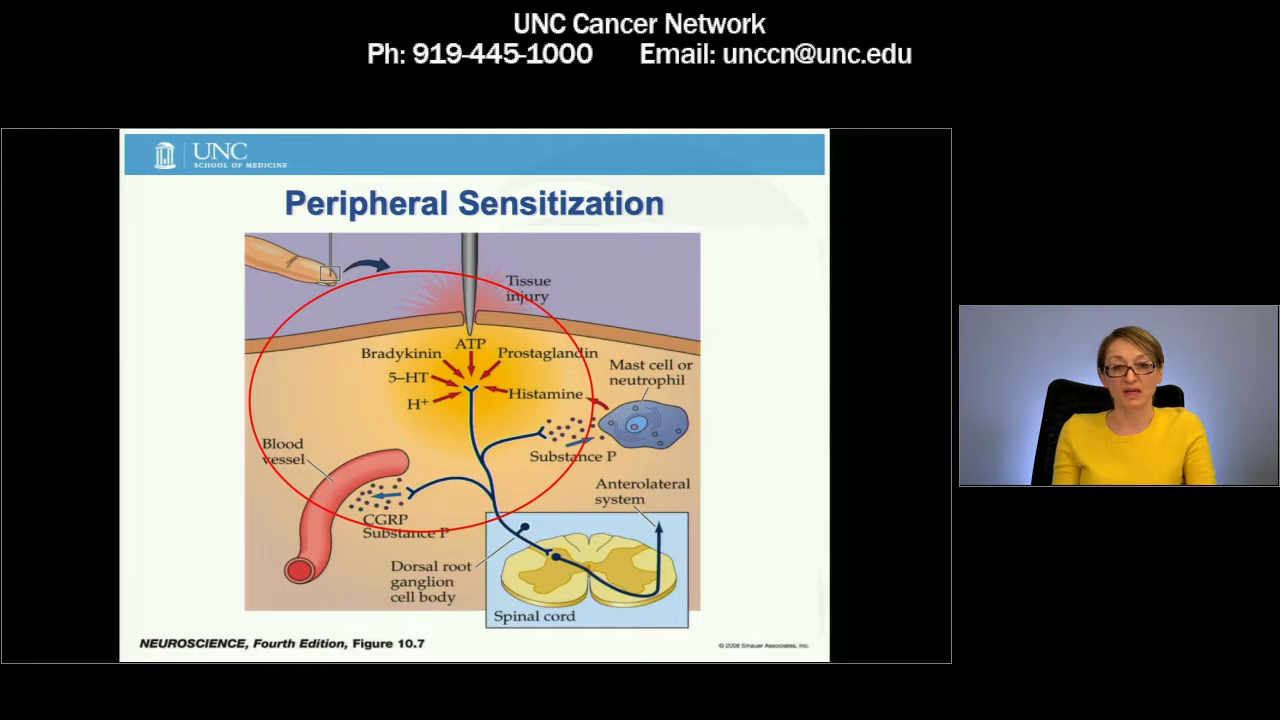 UNC Cancer Network
Ph: 919-445-1000 Email: unccn@unc.edu
UNC
SCHOOL OF MEDICINE
Peripheral Sensitization
Tissue
injury
ATP
Bradykinin
Prostaglandin
5–HT
Histamine
H+
Mast cell or
neutrophil
Substance P
Blood
vessel
CGRP
Substance P
Anterolateral
system
Dorsal root
ganglion
cell body
Spinal cord
NEUROSCIENCE, Fourth Edition, Figure 10.7
© 2008 Sinauer Associates, Inc.